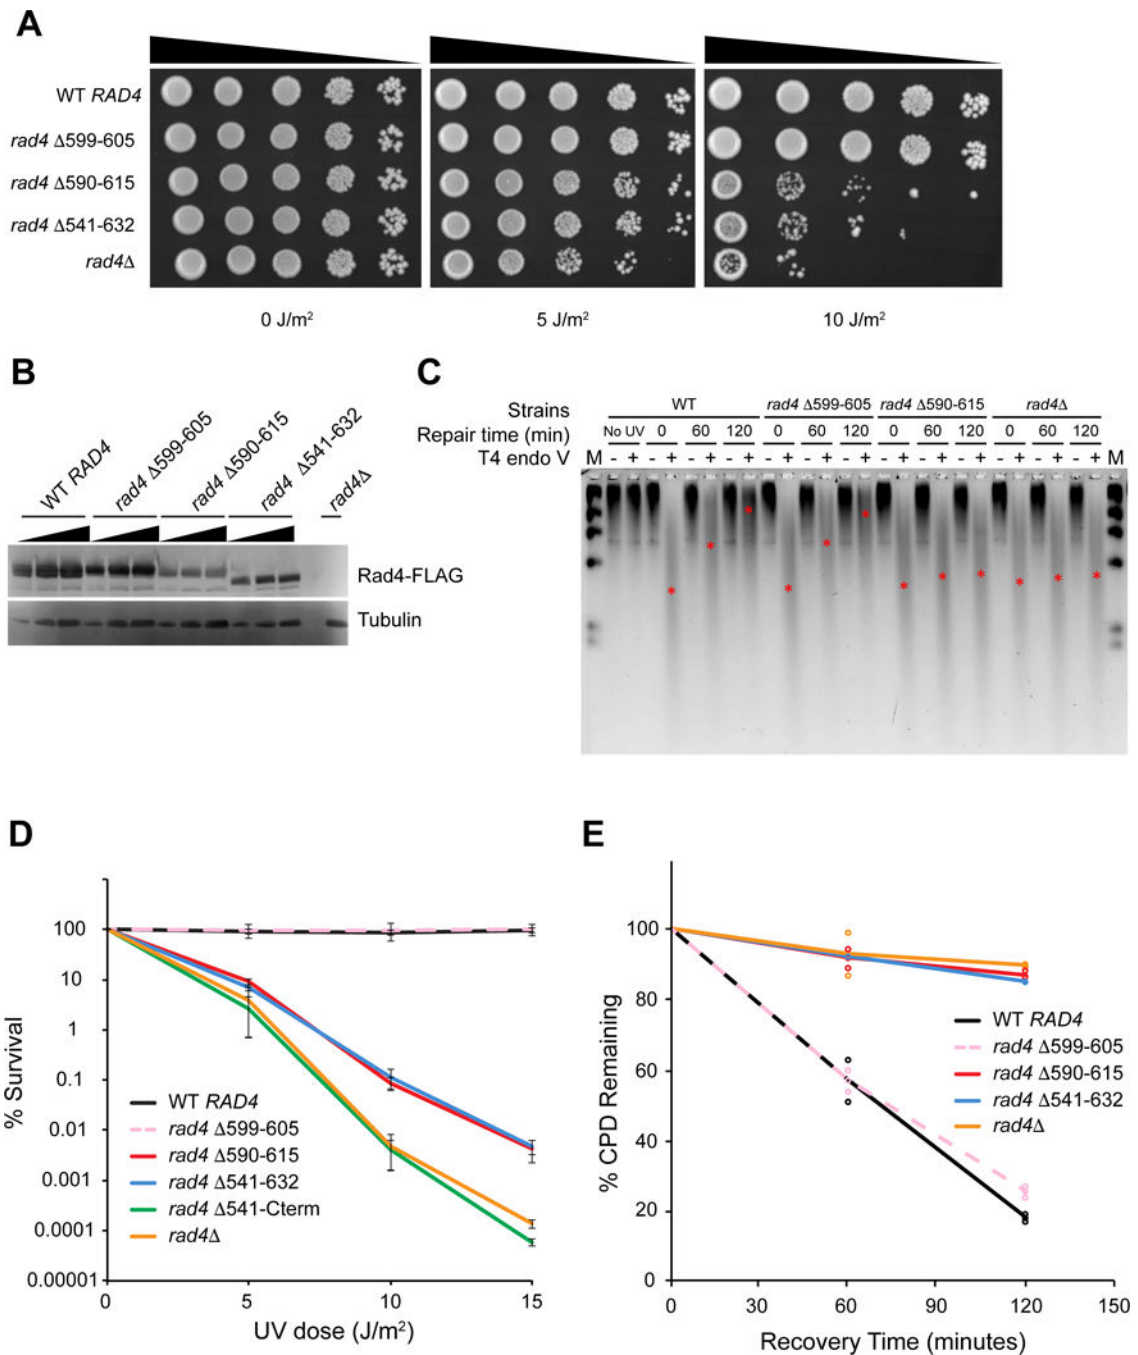 A
WT RAD4
rad4 Δ599-605
rad4 Δ590-615
rad4 Δ541-632
rad4Δ
0 J/m²
5 J/m²
10 J/m²
B
WT RAD4
rad4 Δ599-605
rad4 Δ590-615
rad4 Δ541-632
rad4Δ
Rad4-FLAG
Tubulin
C
Strains WT rad4 Δ599-605 rad4 Δ590-615 rad4Δ
Repair time (min) No UV 0 60 120 0 60 120 0 60 120 0 60 120
T4 endo V - + - + - + - + - + - + - + - + - + - + - + - + - +
M M
* * * * * * * * * * * *
D
% Survival
100
10
1
0.1
0.01
0.001
0.0001
0.00001
WT RAD4
rad4 Δ599-605
rad4 Δ590-615
rad4 Δ541-632
rad4 Δ541-Cterm
rad4Δ
0 5 10 15
UV dose (J/m²)
E
% CPD Remaining
100
80
60
40
20
0
WT RAD4
rad4 Δ599-605
rad4 Δ590-615
rad4 Δ541-632
rad4Δ
0 30 60 90 120 150
Recovery Time (minutes)